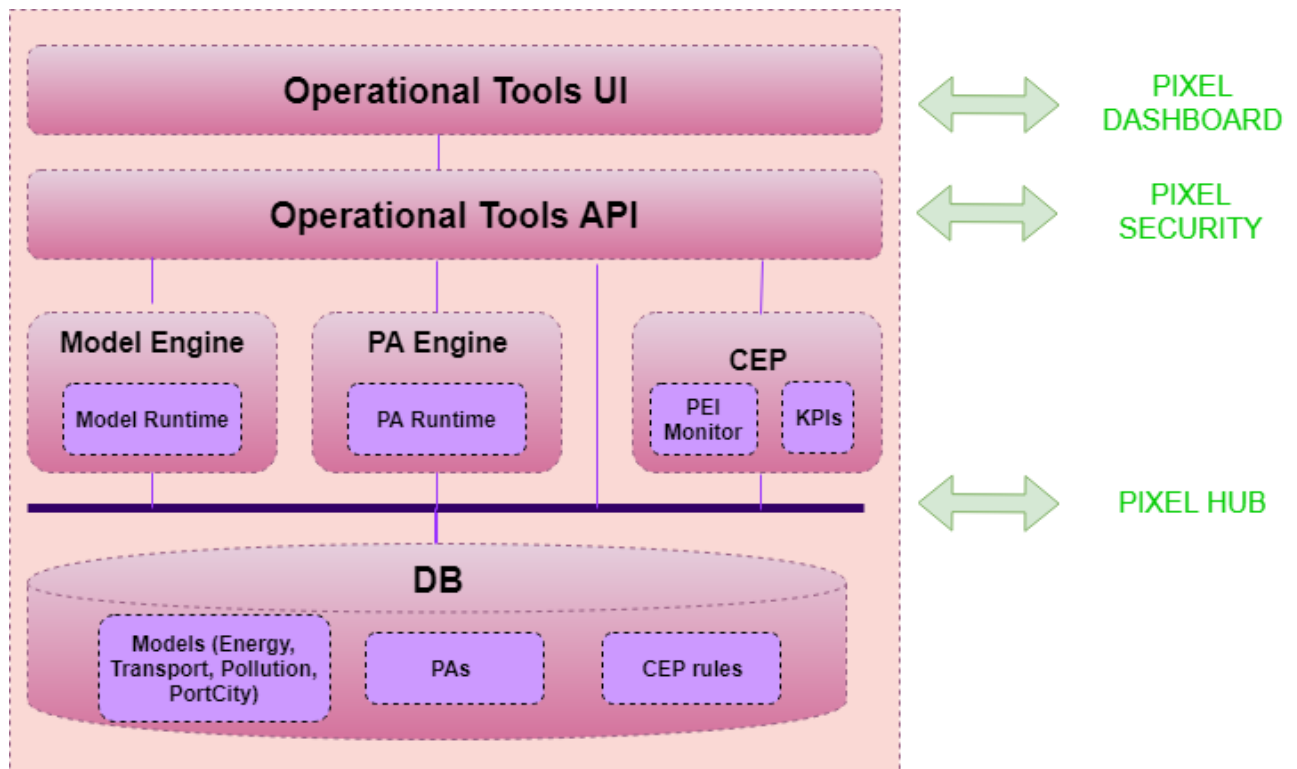 Operational Tools UI
PIXEL
DASHBOARD
Operational Tools API
PIXEL
SECURITY
Model Engine
Model Runtime
PA Engine
PA Runtime
CEP
PEI
Monitor
KPIs
PIXEL HUB
DB
Models (Energy,
Transport, Pollution,
PortCity)
PAs
CEP rules